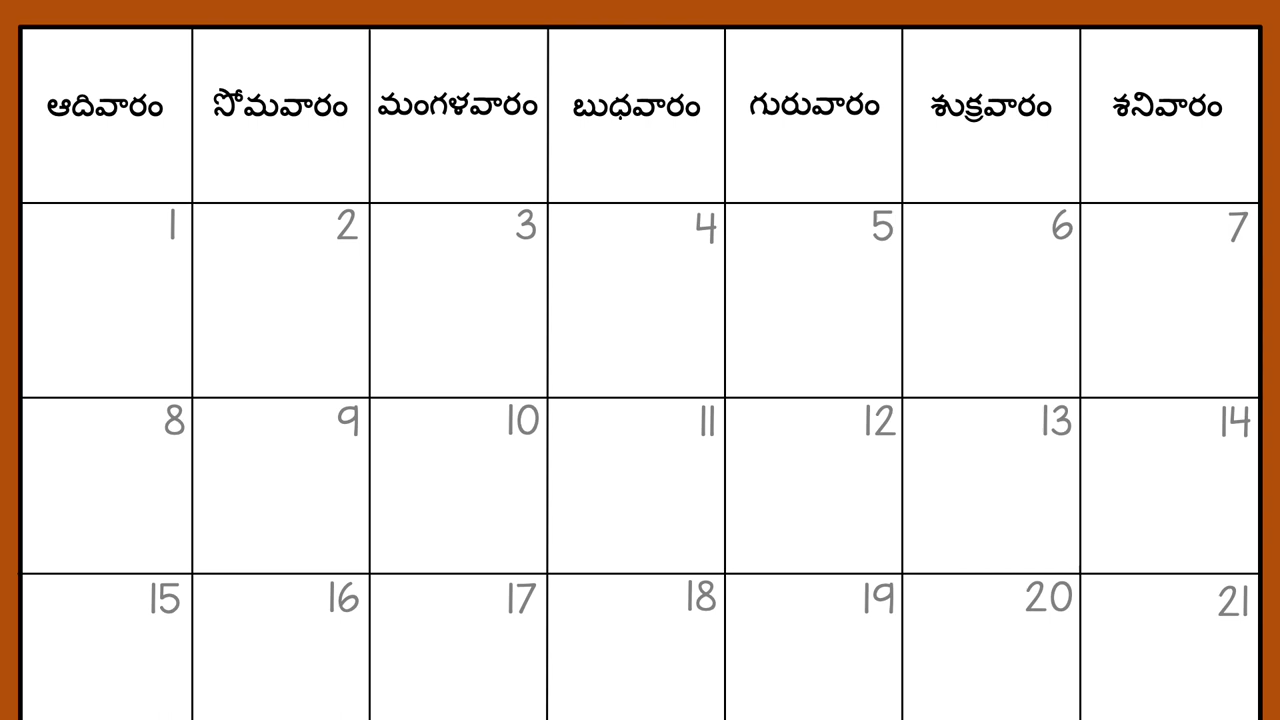 ఆదివారం సోమవారం మంగళవారం బుధవారం గురువారం శుక్రవారం శనివారం
1 2 3 4 5 6 7
8 9 10 11 12 13 14
15 16 17 18 19 20 21